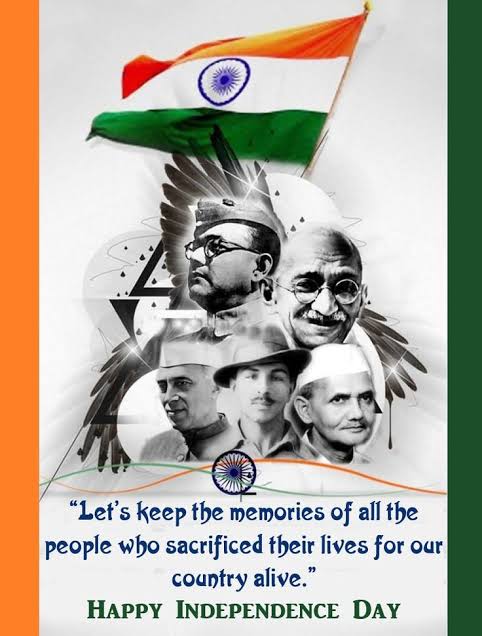 “Let's keep the memories of all the
people who sacrificed their lives for our
country alive.”
Happy Independence Day